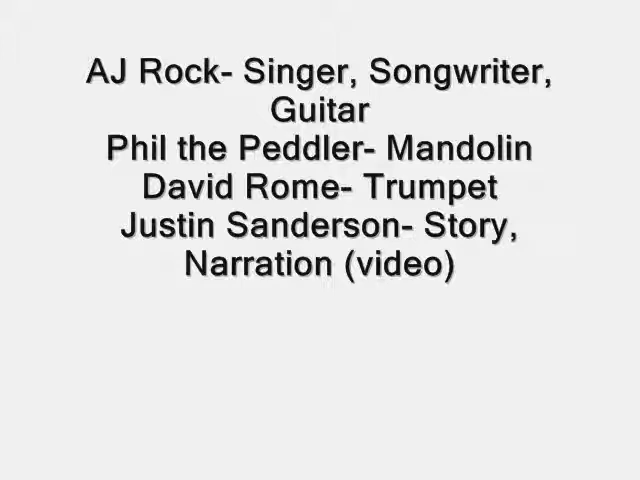 AJ Rock- Singer, Songwriter,
Guitar
Phil the Peddler- Mandolin
David Rome- Trumpet
Justin Sanderson- Story,
Narration (video)